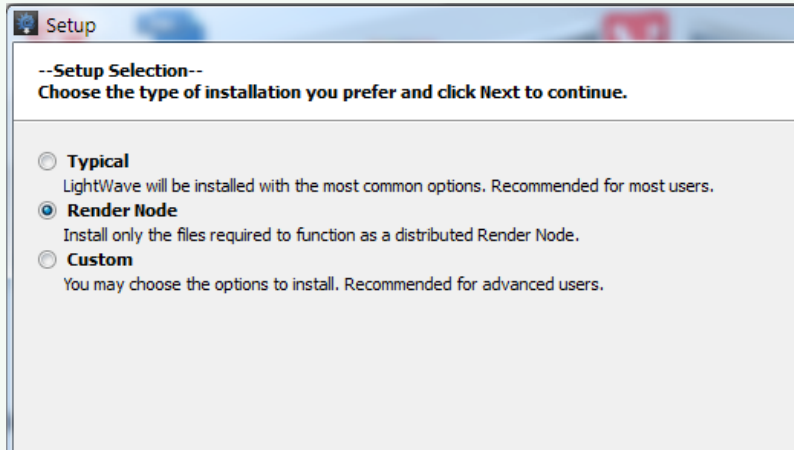 Setup
--Setup Selection--
Choose the type of installation you prefer and click Next to continue.
Typical
LightWave will be installed with the most common options. Recommended for most users.
Render Node
Install only the files required to function as a distributed Render Node.
Custom
You may choose the options to install. Recommended for advanced users.